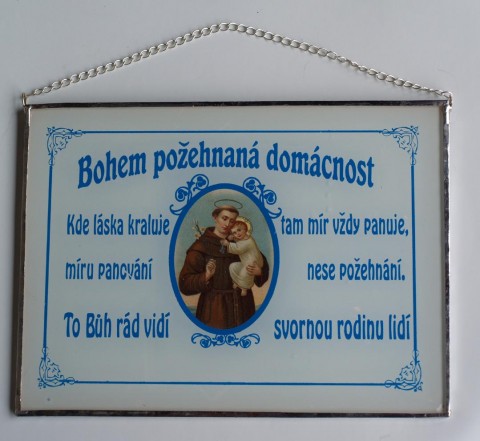 Bohem požehnaná domácnost
Kde láska kraluje tam mír vždy panuje,
míru panování nese požehnání.
To Bůh rád vidí svornou rodinu lidí